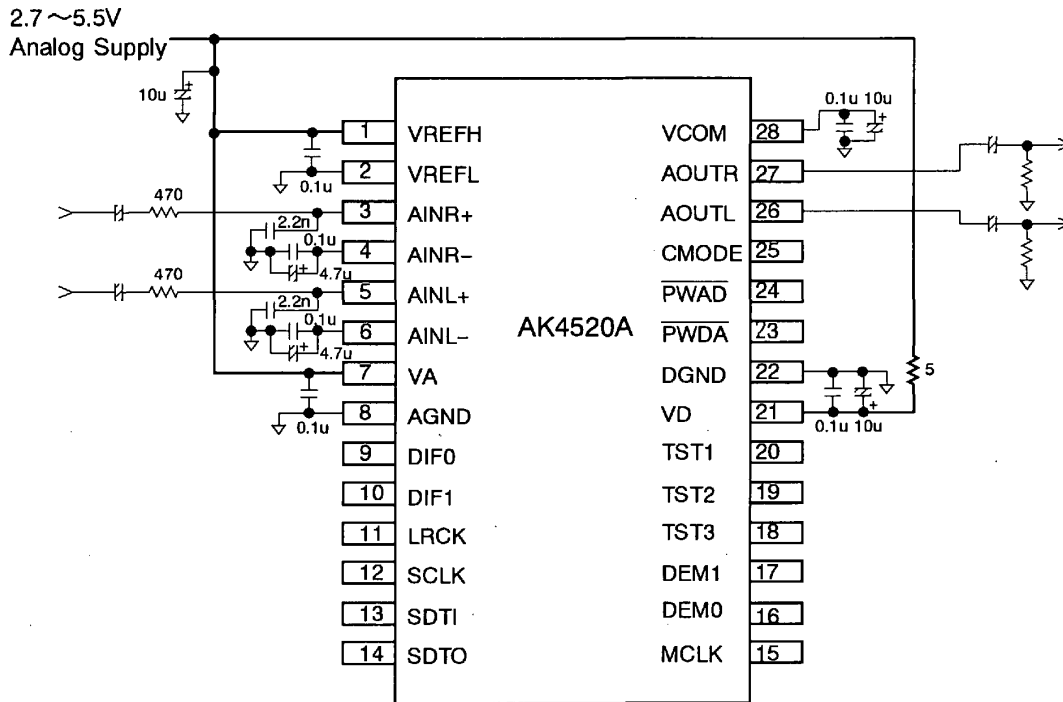 2.7～5.5V
Analog Supply
10u
0.1u
470
2.2n
0.1u
4.7u
470
2.2n
0.1u
4.7u
0.1u
1 VREFH
2 VREFL
3 AINR+
4 AINR-
5 AINL+
6 AINL-
7 VA
8 AGND
9 DIF0
10 DIF1
11 LRCK
12 SCLK
13 SDTI
14 SDTO
AK4520A
VCOM 28
AOUTR 27
AOUTL 26
CMODE 25
PWAD 24
PWDA 23
DGND 22
VD 21
TST1 20
TST2 19
TST3 18
DEM1 17
DEM0 16
MCLK 15
0.1u 10u
5
0.1u 10u